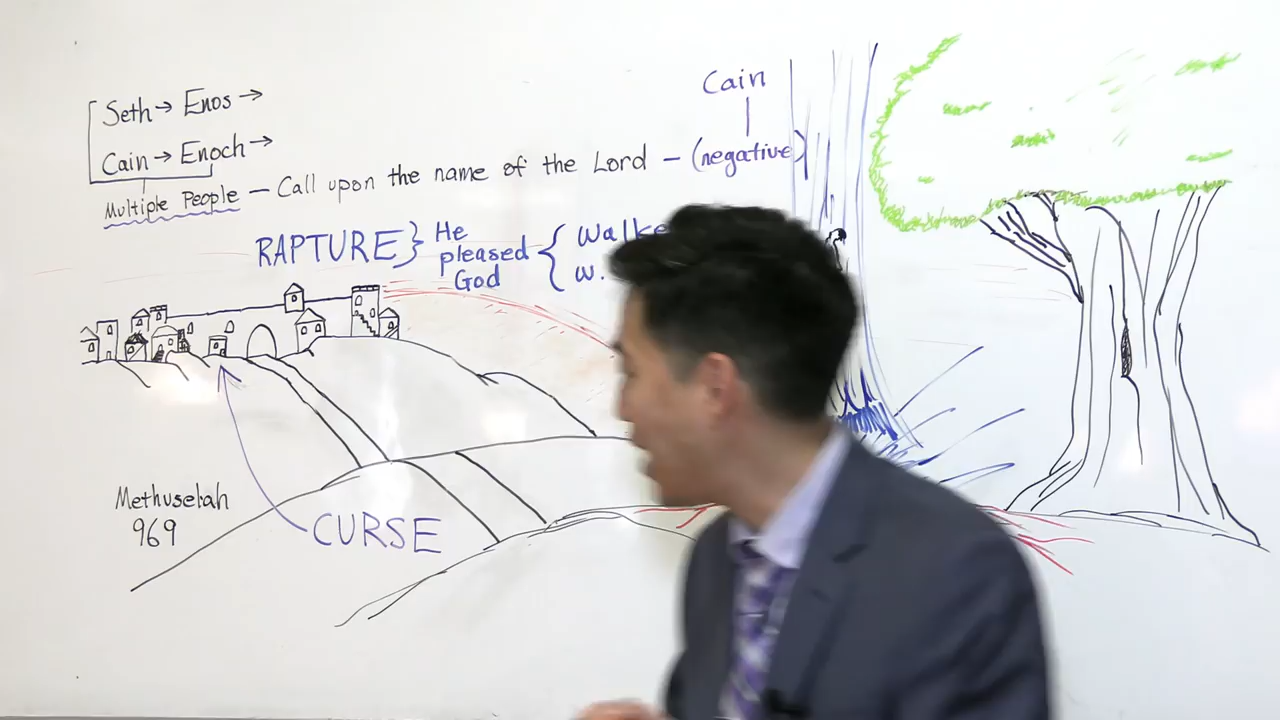 Seth → Enos →
Cain → Enoch →
Multiple People — Call upon the name of the Lord — (negative)
Cain
RAPTURE } He pleased God {
w.
Methuselah
969
CURSE